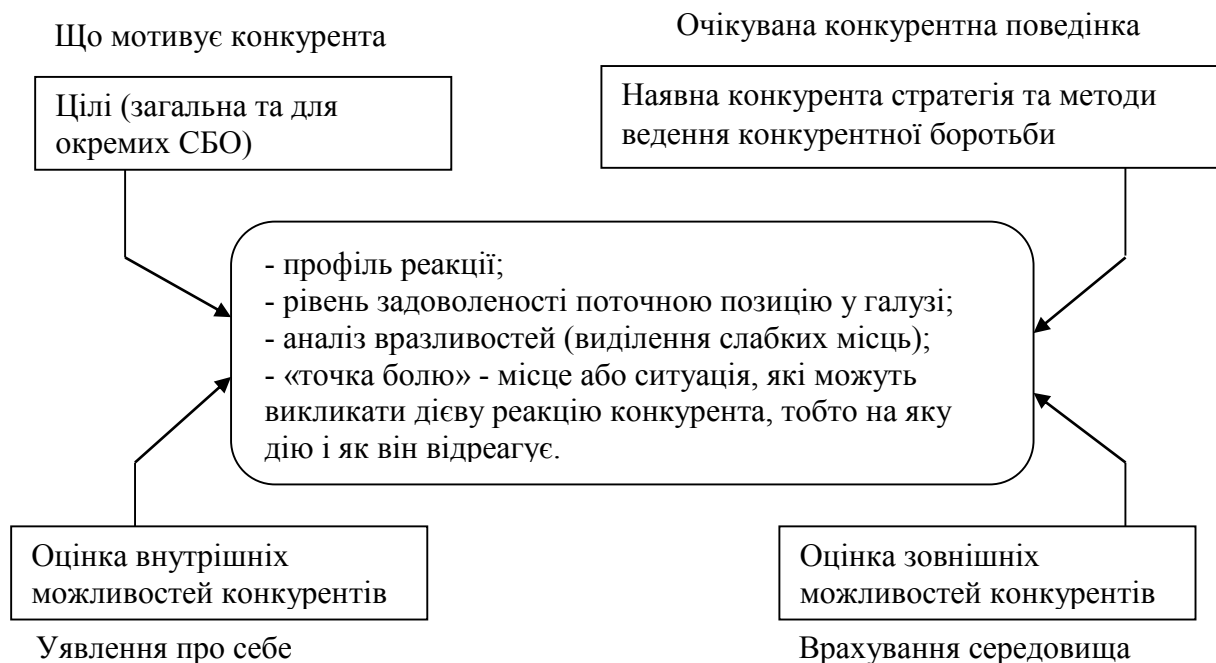 Що мотивує конкурента
Очікувана конкурентна поведінка
Цілі (загальна та для
окремих СБО)
Наявна конкурента стратегія та методи
ведення конкурентної боротьби
- профіль реакції;
- рівень задоволеності поточною позицію у галузі;
- аналіз вразливостей (виділення слабких місць);
- «точка болю» - місце або ситуація, які можуть
викликати дієву реакцію конкурента, тобто на яку
дію і як він відреагує.
Оцінка внутрішніх
можливостей конкурентів
Оцінка зовнішніх
можливостей конкурентів
Уявлення про себе
Врахування середовища